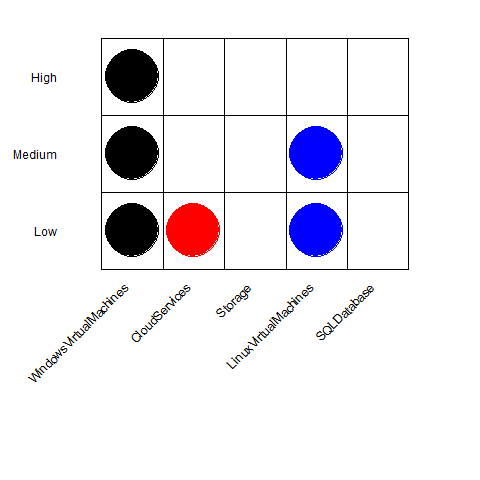 High
Medium
Low
WindowsVirtualMachines
CloudServices
Storage
LinuxVirtualMachines
SQLDatabase